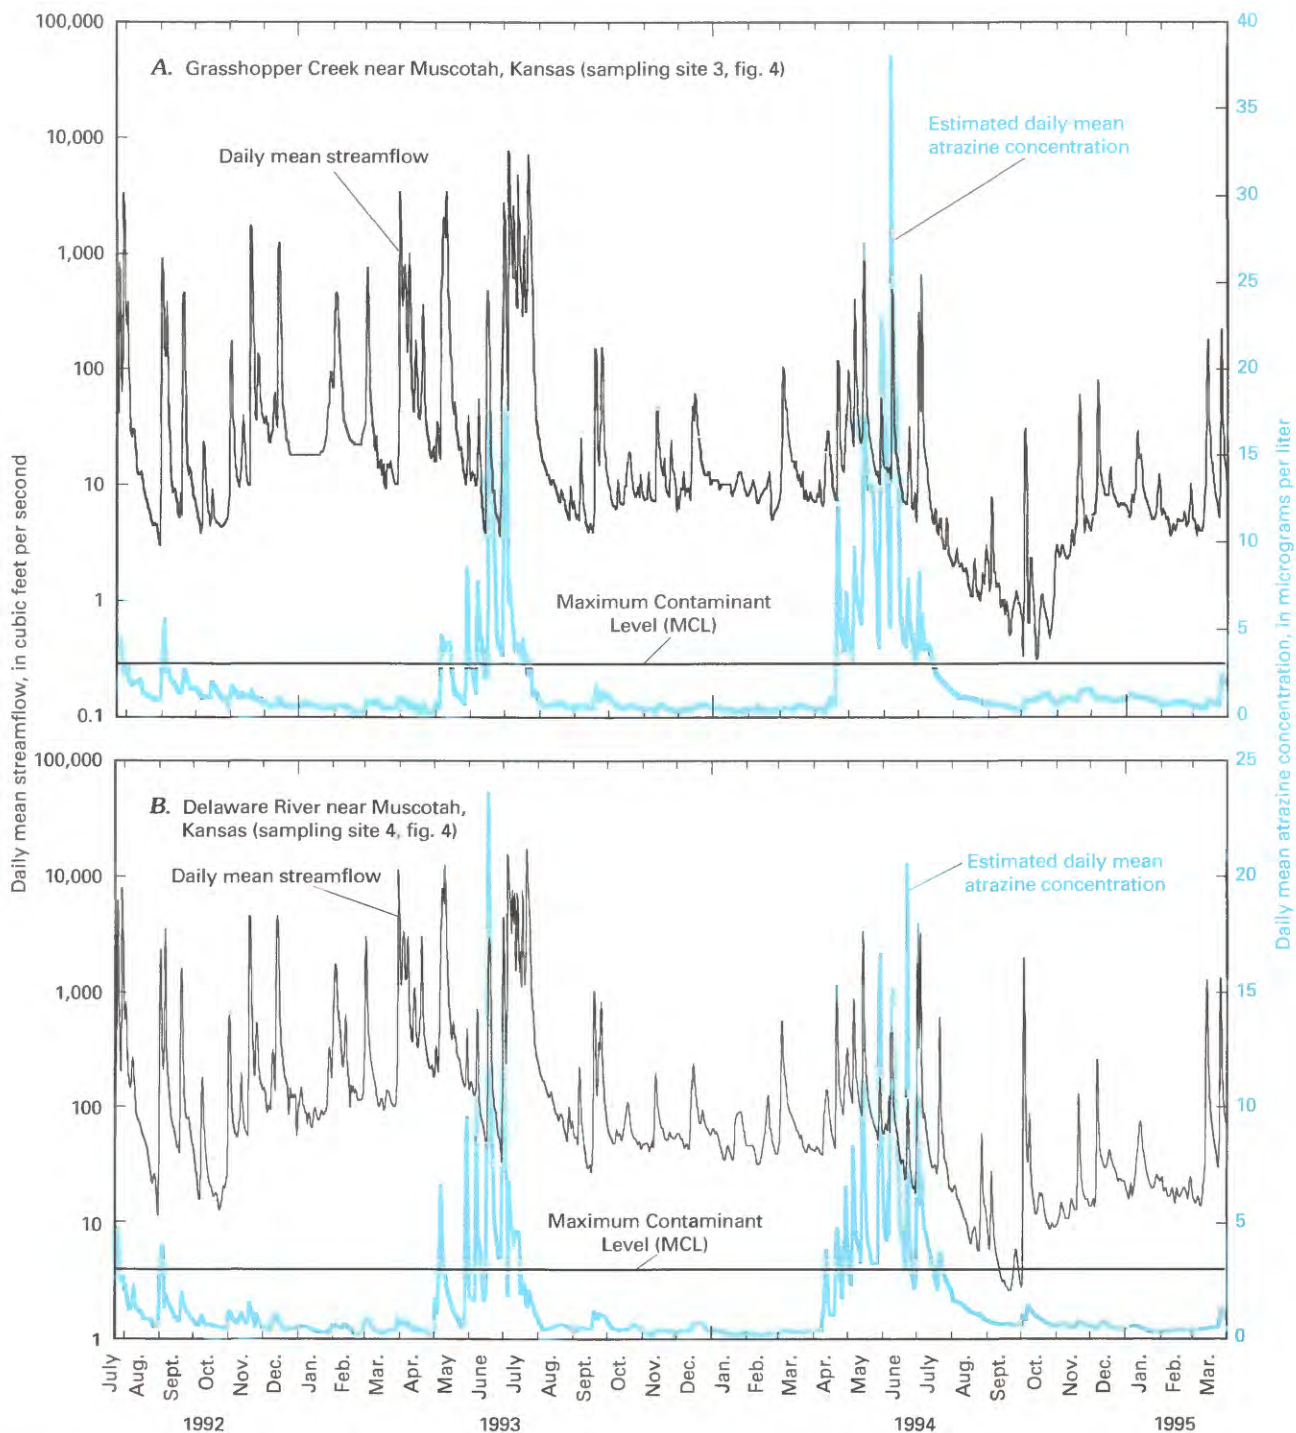 100,000
10,000
1,000
100
10
1
0.1
40
35
30
25
20
15
10
5
0
A. Grasshopper Creek near Muscotah, Kansas (sampling site 3, fig. 4)
Daily mean streamflow
Estimated daily mean
atrazine concentration
Maximum Contaminant
Level (MCL)
Daily mean streamflow, in cubic feet per second
Daily mean atrazine concentration, in micrograms per liter
100,000
10,000
1,000
100
10
1
25
20
15
10
5
0
B. Delaware River near Muscotah,
Kansas (sampling site 4, fig. 4)
Daily mean streamflow
Estimated daily mean
atrazine concentration
Maximum Contaminant
Level (MCL)
July Aug. Sept. Oct. Nov. Dec. Jan. Feb. Mar. Apr. May June July Aug. Sept. Oct. Nov. Dec. Jan. Feb. Mar. Apr. May June July Aug. Sept. Oct. Nov. Dec. Jan. Feb. Mar.
1992 1993 1994 1995